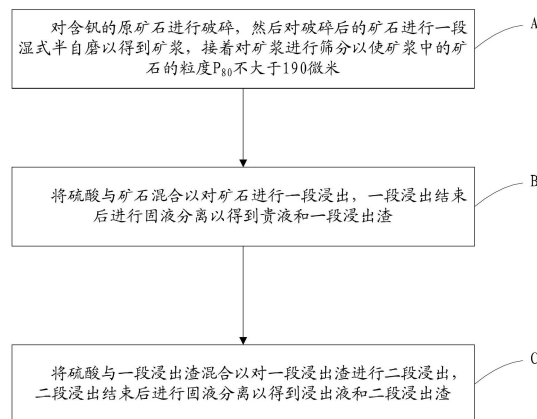 对含钒的原矿石进行破碎，然后对破碎后的矿石进行一段
湿式半自磨以得到矿浆，接着对矿浆进行筛分以使矿浆中的矿
石的粒度P80不大于190微米
A
将硫酸与矿石混合以对矿石进行一段浸出，一段浸出结束
后进行固液分离以得到贵液和一段浸出渣
B
将硫酸与一段浸出渣混合以对一段浸出渣进行二段浸出，
二段浸出结束后进行固液分离以得到浸出液和二段浸出渣
C